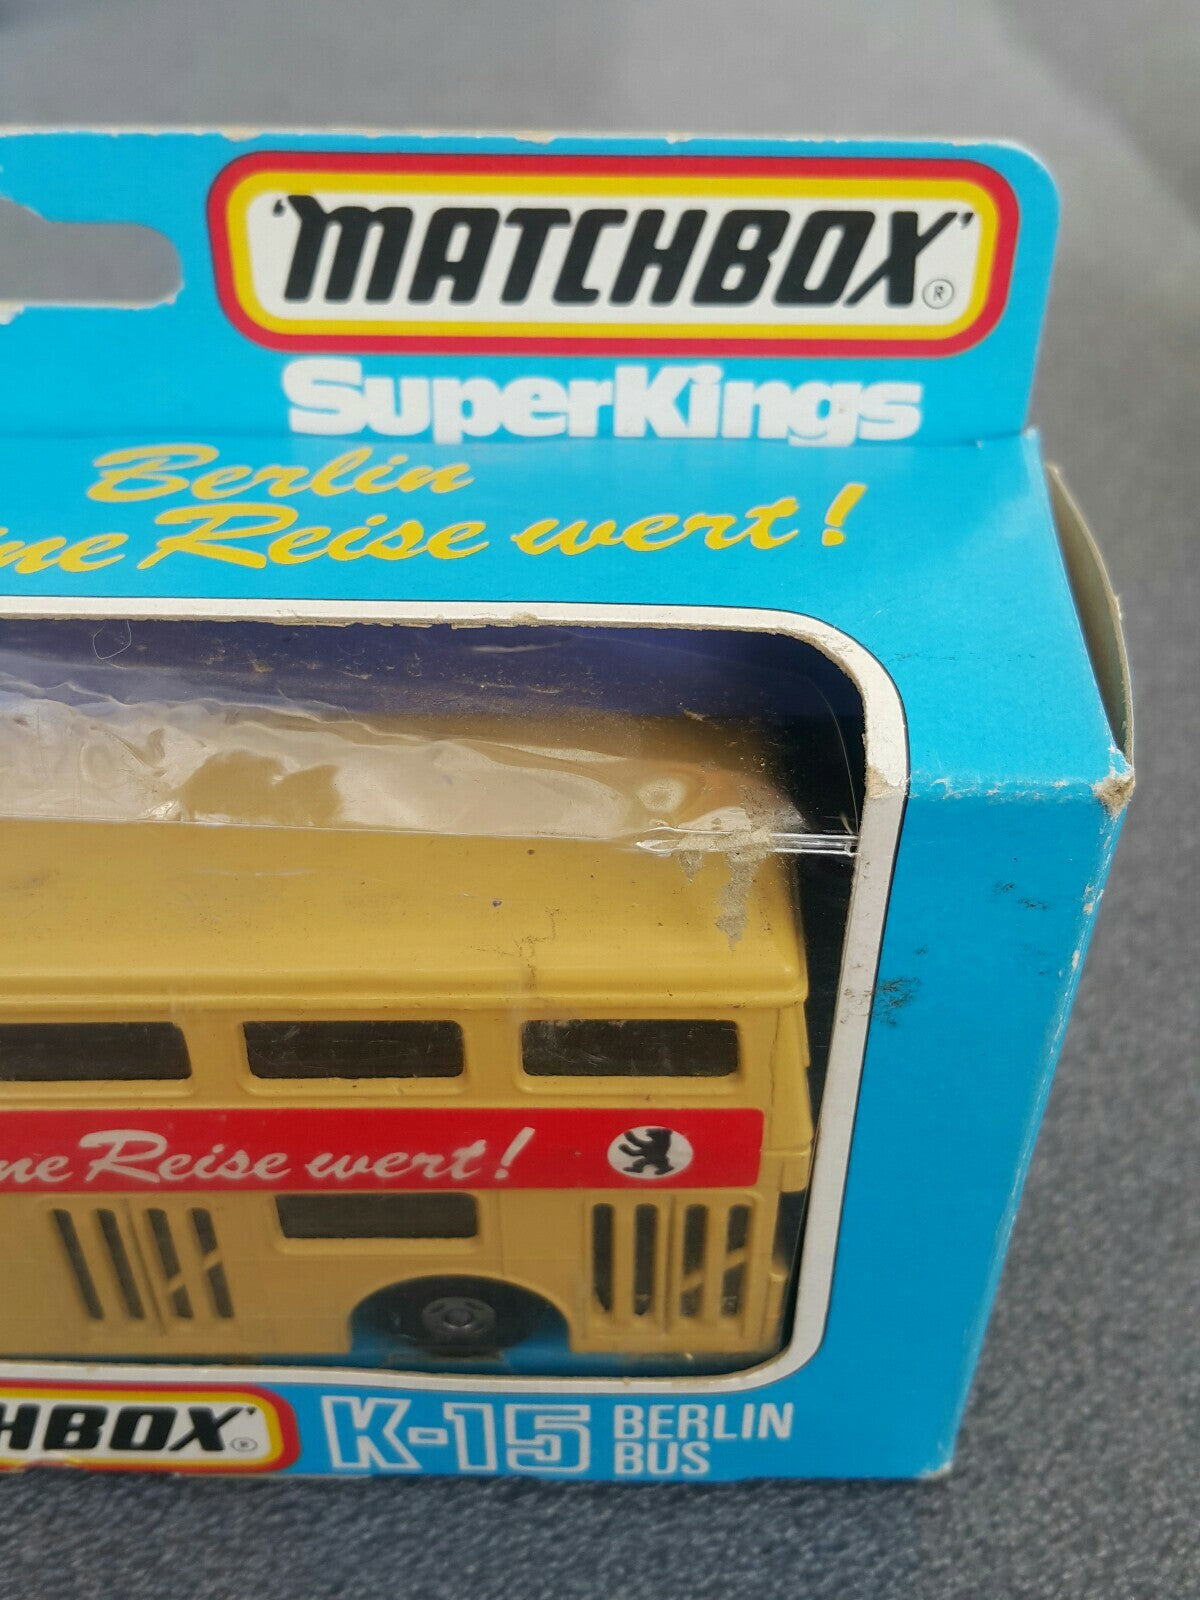 'MATCHBOX'®
SuperKings
Berlin
ne Reise wert!
ne Reise wert!
HBOX'®
K-15 BERLIN
BUS